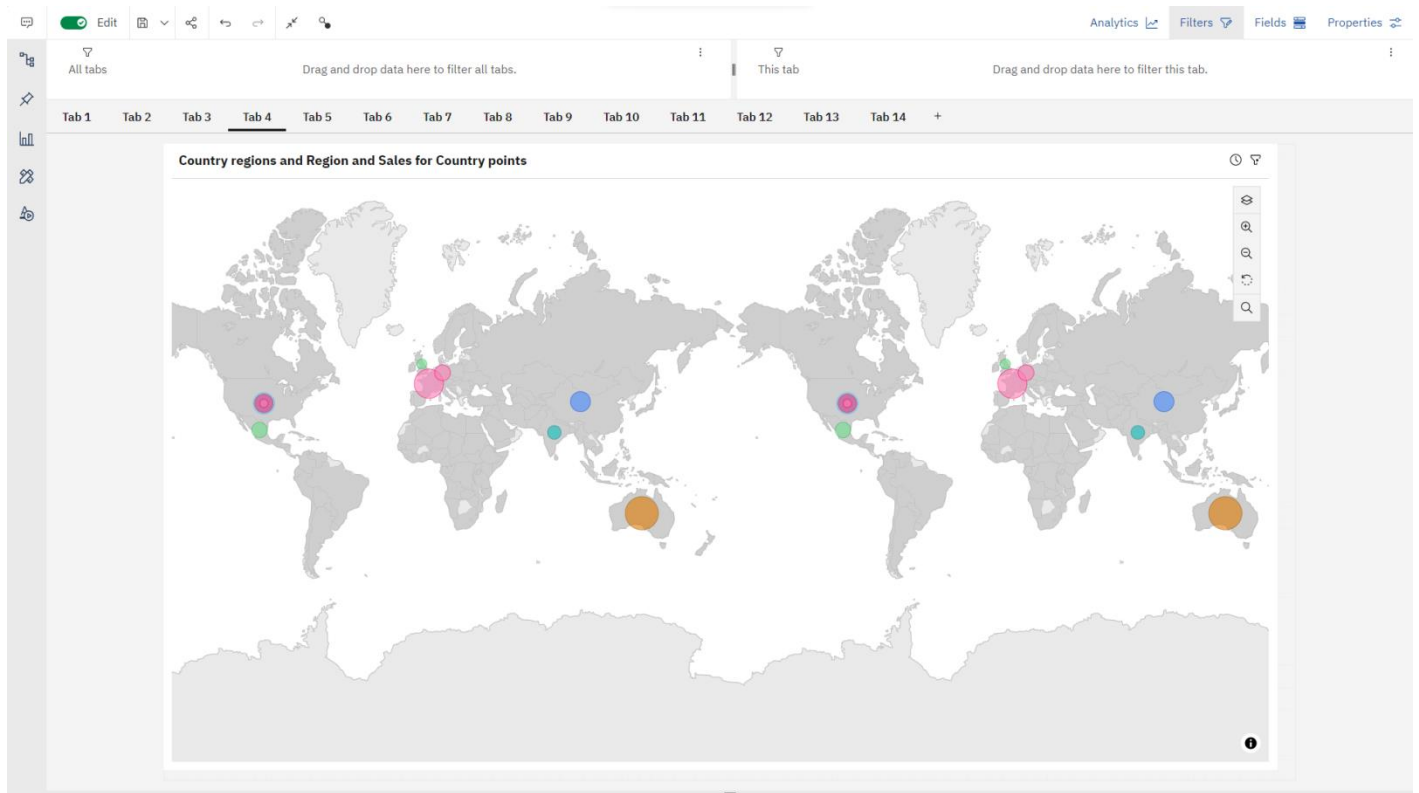 Edit
Analytics
Filters
Fields
Properties
All tabs
Drag and drop data here to filter all tabs.
This tab
Drag and drop data here to filter this tab.
Tab 1 Tab 2 Tab 3 Tab 4 Tab 5 Tab 6 Tab 7 Tab 8 Tab 9 Tab 10 Tab 11 Tab 12 Tab 13 Tab 14 +
Country regions and Region and Sales for Country points